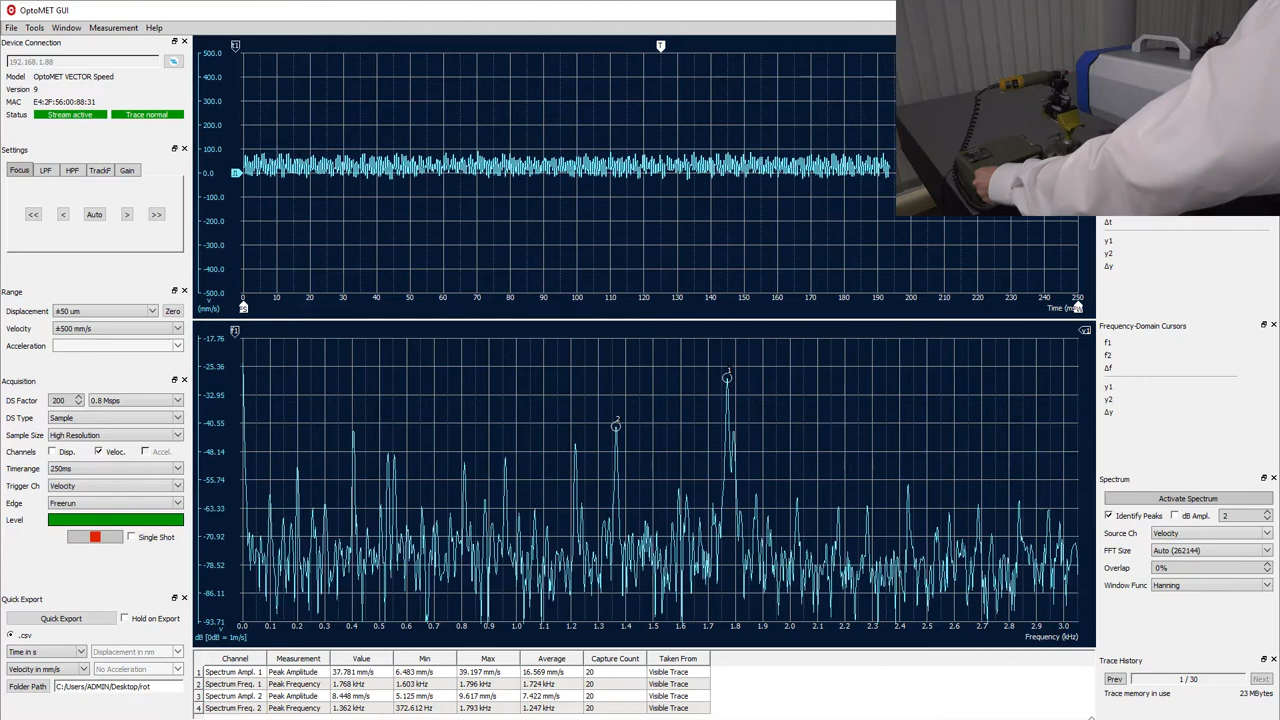 OptoMET GUI
File Tools Window Measurement Help
Device Connection
192.168.1.88
Model OptoMET VECTOR Speed
Version 9
MAC E4:2F:56:00:88:31
Status Stream active Trace normal
Settings
Focus LPF HPF TrackF Gain
<< < Auto > >>
Range
Displacement ±50 um Zero
Velocity ±500 mm/s
Acceleration
Acquisition
DS Factor 200 0.8 Msps
DS Type Sample
Sample Size High Resolution
Channels Disp. Veloc. Accel.
Timerange 250ms
Trigger Ch Velocity
Edge Freerun
Level
Single Shot
Quick Export
Quick Export Hold on Export
.csv
Time in s Displacement in nm
Velocity in mm/s No Acceleration
Folder Path C:/Users/ADMIN/Desktop/rot
t1 T
500.0
400.0
300.0
200.0
100.0
0.0
-100.0
-200.0
-300.0
-400.0
-500.0
0 10 20 30 40 50 60 70 80 90 100 110 120 130 140 150 160 170 180 190 200 210 220 230 240 250
(mm/s) Time (ms)
f1 y1
-17.76
-25.36
-32.95
-40.55
-48.14
-55.74
-63.33
-70.92
-78.52
-86.11
-93.71
1
2
0.0 0.1 0.2 0.3 0.4 0.5 0.6 0.7 0.8 0.9 1.0 1.1 1.2 1.3 1.4 1.5 1.6 1.7 1.8 1.9 2.0 2.1 2.2 2.3 2.4 2.5 2.6 2.7 2.8 2.9 3.0
dB [0dB = 1m/s] Frequency (kHz)
Channel Measurement Value Min Max Average Capture Count Taken From
1 Spectrum Ampl. 1 Peak Amplitude 37.781 mm/s 6.483 mm/s 39.197 mm/s 16.569 mm/s 20 Visible Trace
2 Spectrum Freq. 1 Peak Frequency 1.768 kHz 1.603 kHz 1.796 kHz 1.724 kHz 20 Visible Trace
3 Spectrum Ampl. 2 Peak Amplitude 8.448 mm/s 5.125 mm/s 9.617 mm/s 7.422 mm/s 20 Visible Trace
4 Spectrum Freq. 2 Peak Frequency 1.362 kHz 372.612 Hz 1.793 kHz 1.247 kHz 20 Visible Trace
Δt
y1
y2
Δy
Frequency-Domain Cursors
f1
f2
Δf
y1
y2
Δy
Spectrum
Activate Spectrum
Identify Peaks dB Ampl. 2
Source Ch Velocity
FFT Size Auto (262144)
Overlap 0%
Window Func Hanning
Trace History
Prev 1 / 30 Next
Trace memory in use 23 MBytes